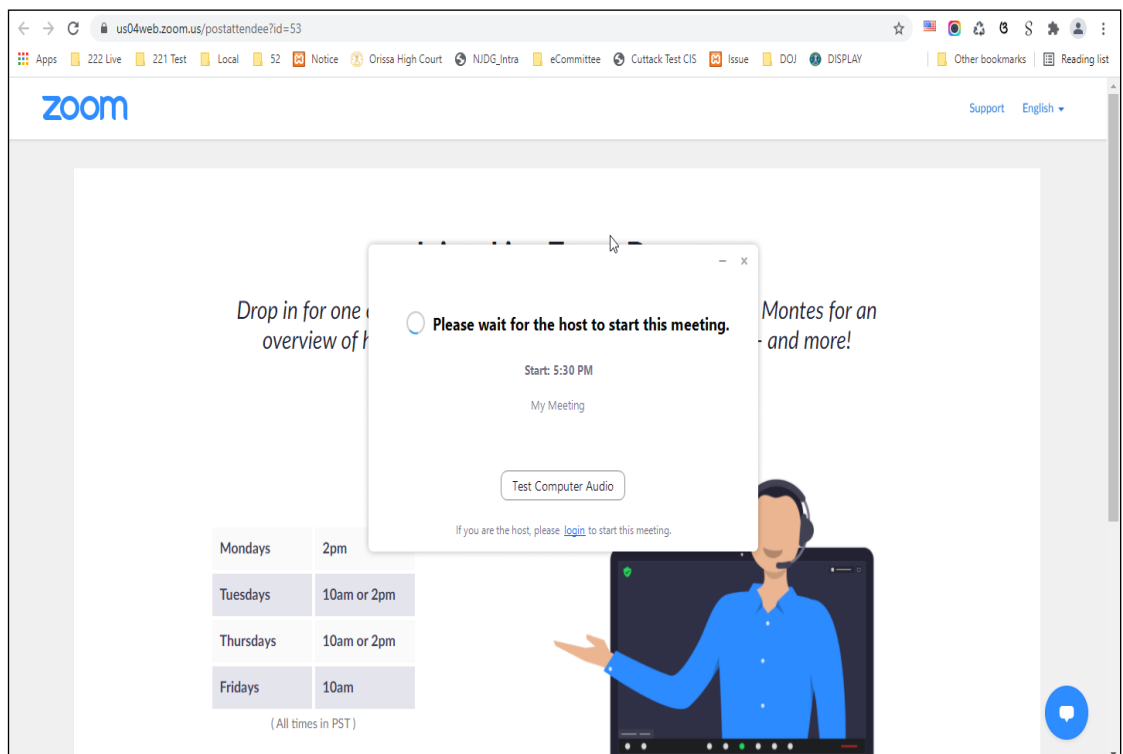 us04web.zoom.us/postattendee?id=53
Apps 222 Live 221 Test Local 52 Notice Orissa High Court NJDG_Intra eCommittee Cuttack Test CIS Issue DOJ DISPLAY Other bookmarks Reading list
zoom Support English
Drop in for one Montes for an
overview of and more!
Please wait for the host to start this meeting.
Start: 5:30 PM
My Meeting
Test Computer Audio
If you are the host, please login to start this meeting.
Mondays 2pm
Tuesdays 10am or 2pm
Thursdays 10am or 2pm
Fridays 10am
( All times in PST )